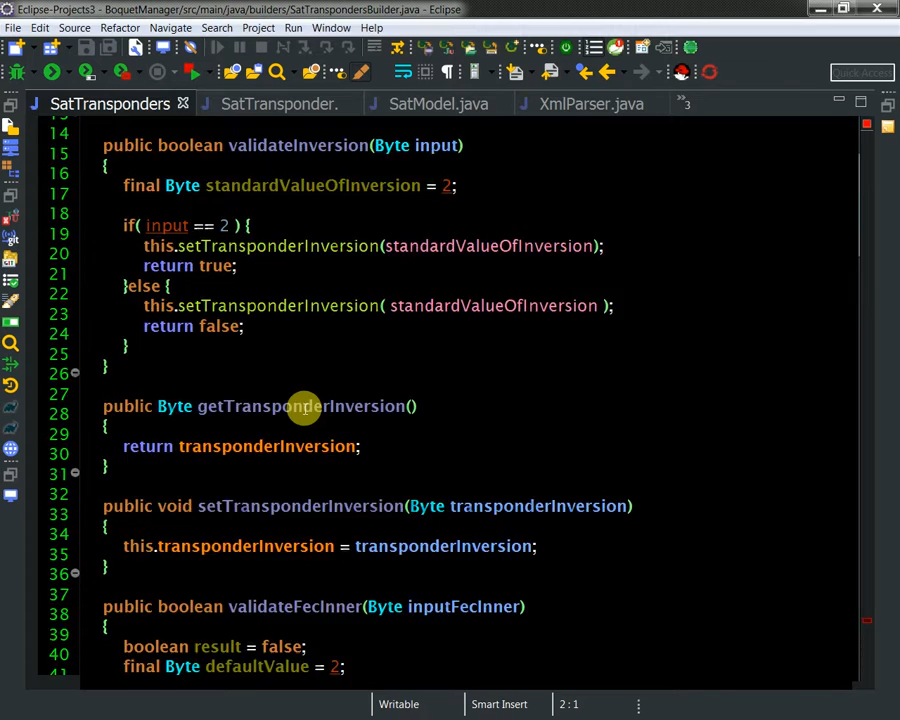 Eclipse-Projects3 - BoquetManager/src/main/java/builders/SatTranspondersBuilder.java - Eclipse
File Edit Source Refactor Navigate Search Project Run Window Help
Quick Access
SatTransponders SatTransponder. SatModel.java XmlParser.java »3
14 public boolean validateInversion(Byte input)
15 {
16 final Byte standardValueOfInversion = 2;
17
18 if( input == 2 ) {
19 this.setTransponderInversion(standardValueOfInversion);
20 return true;
21 }else {
22 this.setTransponderInversion( standardValueOfInversion );
23 return false;
24 }
25 }
26
27 public Byte getTransponderInversion()
28 {
29 return transponderInversion;
30 }
31
32 public void setTransponderInversion(Byte transponderInversion)
33 {
34 this.transponderInversion = transponderInversion;
35 }
36
37 public boolean validateFecInner(Byte inputFecInner)
38 {
39 boolean result = false;
40 final Byte defaultValue = 2;
Writable Smart Insert 2 : 1